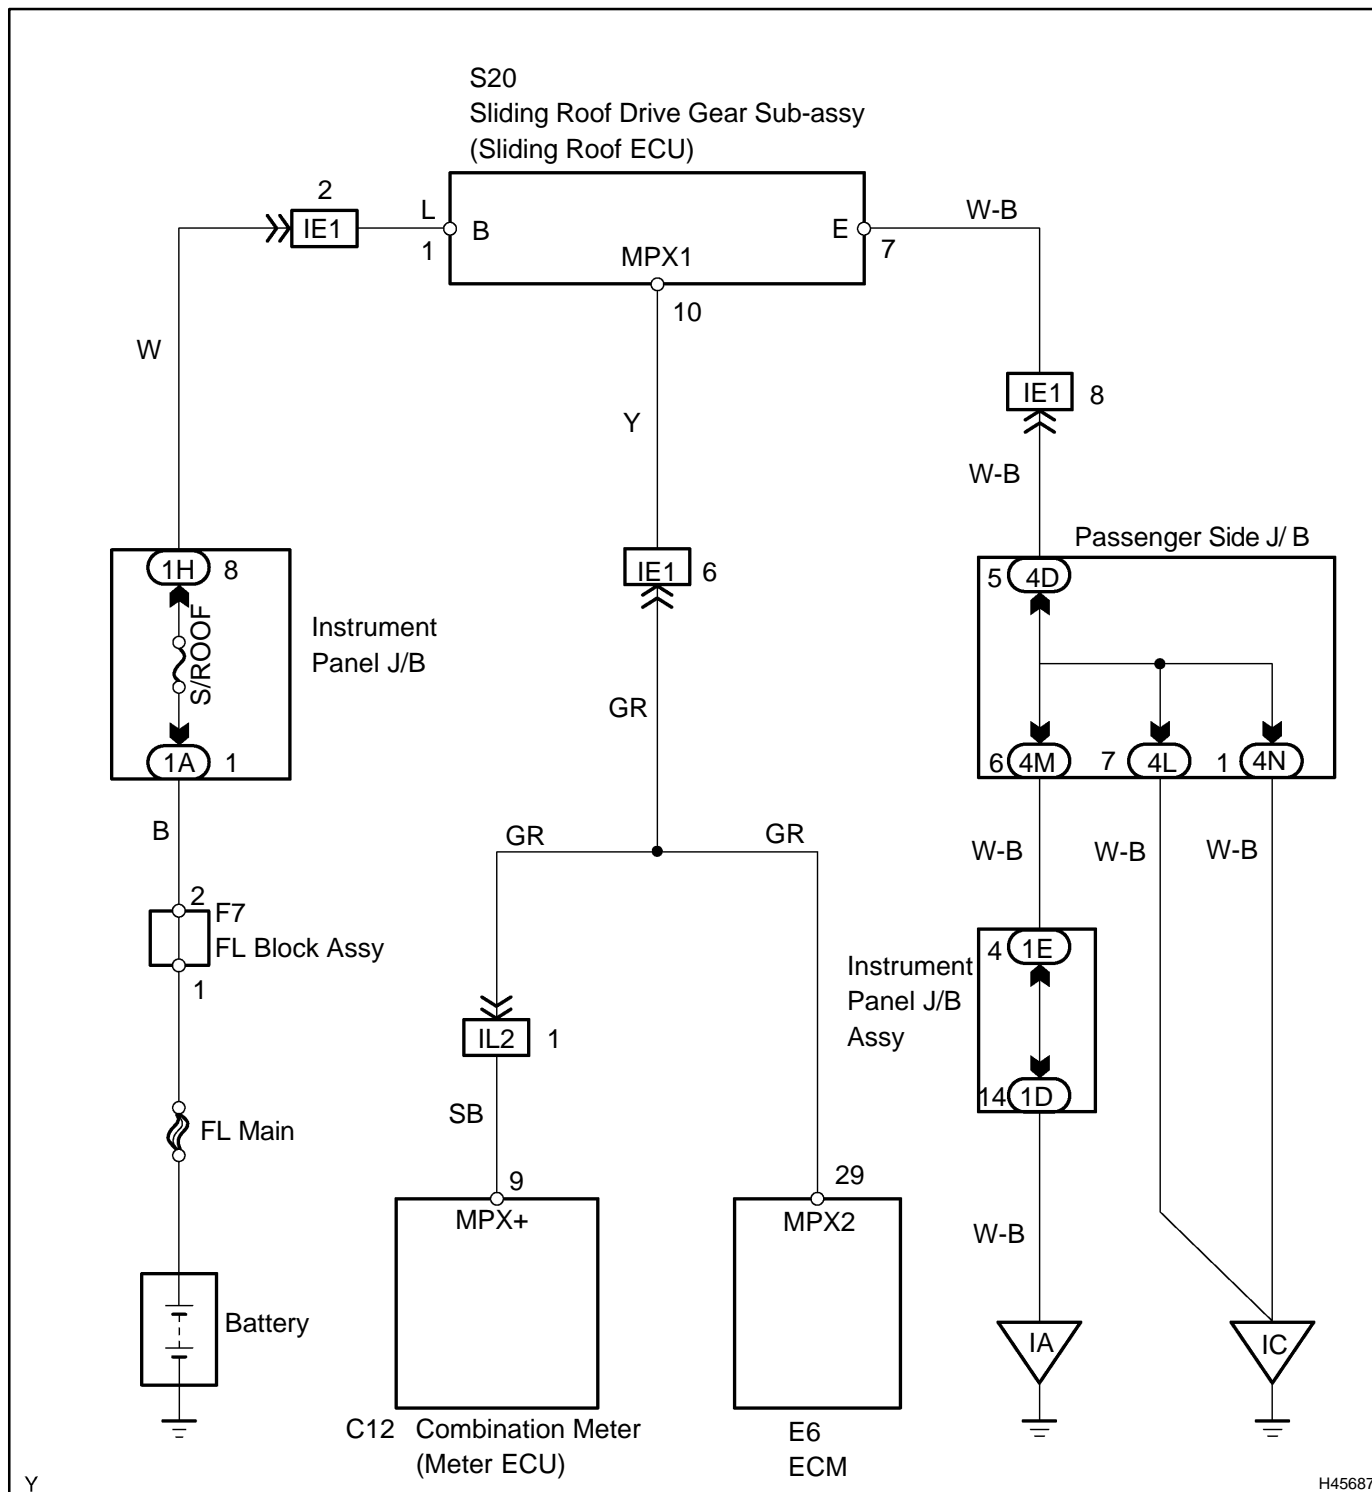 S20
Sliding Roof Drive Gear Sub-assy
(Sliding Roof ECU)
2
IE1
L
1
B
E
MPX1
7
W-B
10
W
Y
IE1
8
W-B
IE1
6
Passenger Side J/ B
1H
8
S/ROOF
Instrument
Panel J/B
1A
1
5
4D
6
4M
7
4L
1
4N
GR
B
GR
GR
W-B
W-B
W-B
2
F7
FL Block Assy
1
Instrument
Panel J/B
Assy
4
1E
14
1D
IL2
1
FL Main
SB
9
MPX+
29
MPX2
W-B
Battery
IA
IC
C12
Combination Meter
(Meter ECU)
E6
ECM
Y
H45687